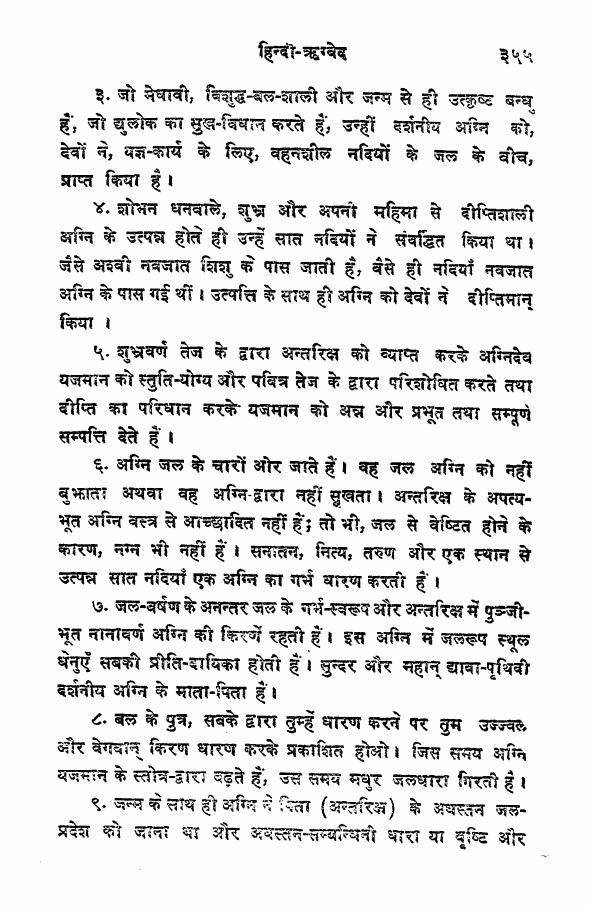 हिन्दी-ऋग्वेद ३५५
३. जो मेधावी, विशुद्ध-बल-शाली और जन्म से ही उत्कृष्ट बन्धु
हैं, जो द्युलोक का सुख-विधान करते हैं, उन्हीं दर्शनीय अग्नि को,
देवों ने, यज्ञ-कार्य के लिए, वहनशील नदियों के जल के बीच,
प्राप्त किया है।
४. शोभन धनवाले, शुभ्र और अपनी महिमा से दीप्तिशाली
अग्नि के उत्पन्न होते ही उन्हें सात नदियों ने संवर्द्धित किया था।
जैसे अश्वी नवजात शिशु के पास जाती है, वैसे ही नदियाँ नवजात
अग्नि के पास गई थीं। उत्पत्ति के साथ ही अग्नि को देवों ने दीप्तिमान्
किया ।
५. शुभ्रवर्ण तेज के द्वारा अन्तरिक्ष को व्याप्त करके अग्निदेव
यजमान को स्तुति-योग्य और पवित्र तेज के द्वारा परिशोधित करते तथा
दीप्ति का परिधान करके यजमान को अन्न और प्रभूत तथा सम्पूर्ण
सम्पत्ति देते हैं।
६. अग्नि जल के चारों ओर जाते हैं। वह जल अग्नि को नहीं
बुझाता अथवा वह अग्नि-द्वारा नहीं सूखता। अन्तरिक्ष के अपत्य-
भूत अग्नि वस्त्र से आच्छादित नहीं हैं; तो भी, जल से वेष्टित होने के
कारण, नग्न भी नहीं हैं। सनातन, नित्य, तरुण और एक स्थान से
उत्पन्न सात नदियाँ एक अग्नि का गर्भ धारण करती हैं।
७. जल-वर्षण के अनन्तर जल के गर्भ-स्वरूप और अन्तरिक्ष में पुञ्जी-
भूत नानावर्ण अग्नि की किरणें रहती हैं। इस अग्नि में जलरूप स्थूल
धेनुएँ सबकी प्रीति-दायिका होती हैं। सुन्दर और महान् द्यावा-पृथिवी
दर्शनीय अग्नि के माता-पिता हैं।
८. बल के पुत्र, सबके द्वारा तुम्हें धारण करने पर तुम उज्ज्वल
और वेगवान् किरण धारण करके प्रकाशित होओ। जिस समय अग्नि
यजमान के स्तोत्र-द्वारा बढ़ते हैं, उस समय मधुर जलधारा गिरती है।
९. जन्म के साथ ही अग्नि ने पिता (अन्तरिक्ष) के अधस्तन जल-
प्रदेश को जाना था और अधस्तन-सम्बन्धिनी धारा या वृष्टि और